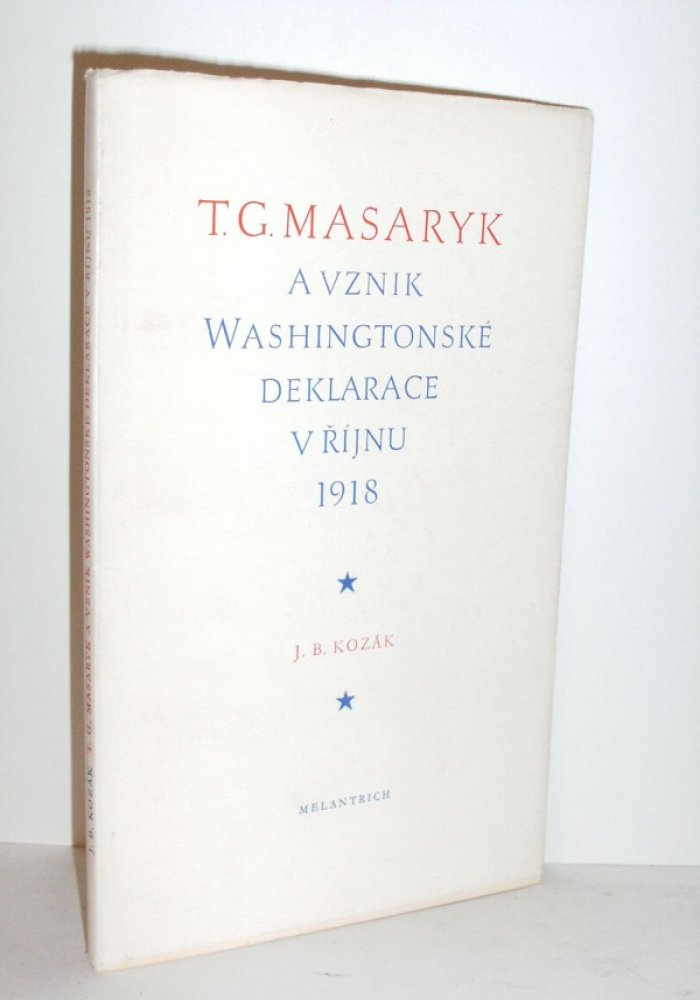 T. G. MASARYK
A VZNIK
WASHINGTONSKÉ
DEKLARACE
V ŘÍJNU
1918
J. B. KOZÁK
MELANTRICH
J. B. KOZÁK T. G. MASARYK A VZNIK WASHINGTONSKÉ DEKLARACE V ŘÍJNU 1918